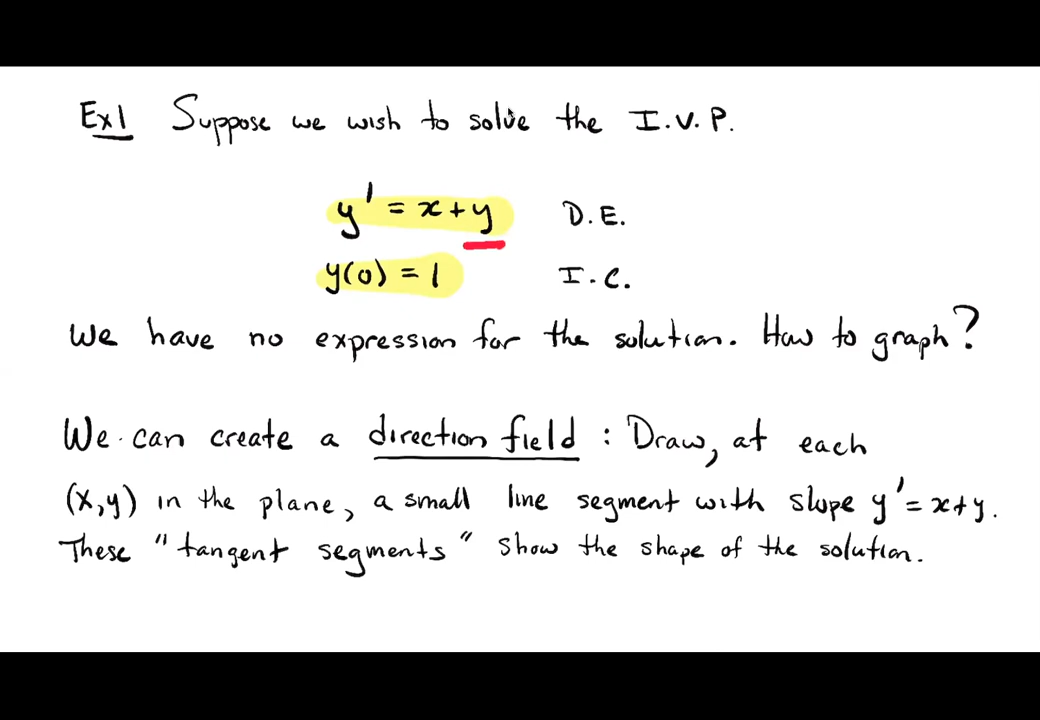 Ex1 Suppose we wish to solve the I.V.P.
y' = x+y D.E.
y(0) = 1 I.C.
We have no expression for the solution. How to graph?
We can create a direction field : Draw, at each
(x,y) in the plane, a small line segment with slope y' = x+y.
These "tangent segments" show the shape of the solution.